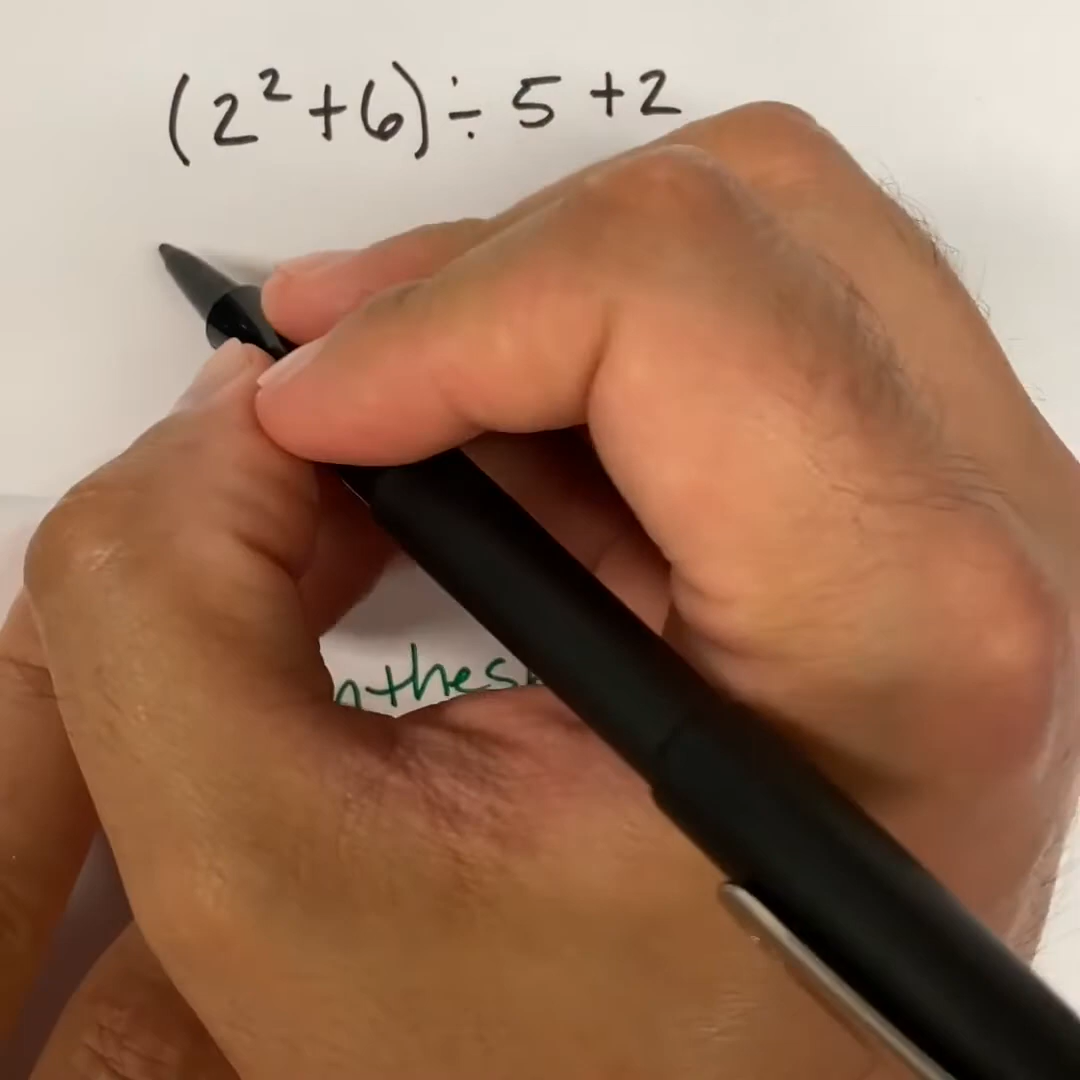 (2² + 6) ÷ 5 + 2